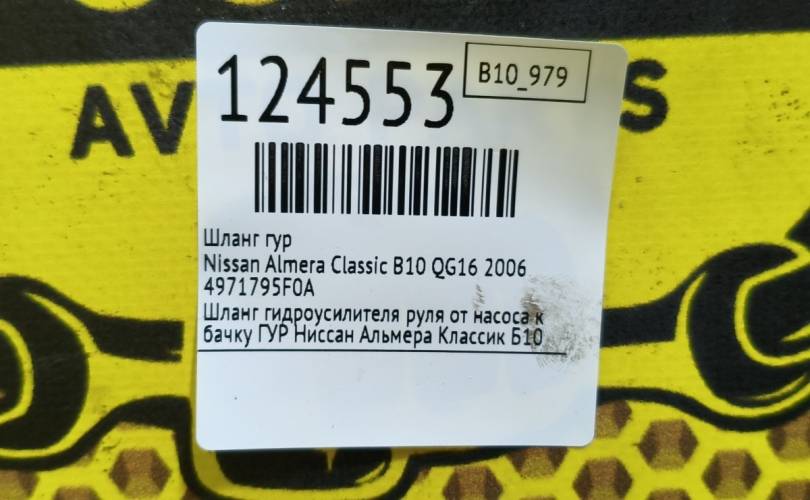 124553
B10_979
AV
S
Шланг гур
Nissan Almera Classic B10 QG16 2006
4971795F0A
Шланг гидроусилителя руля от насоса к
бачку ГУР Ниссан Альмера Классик Б10